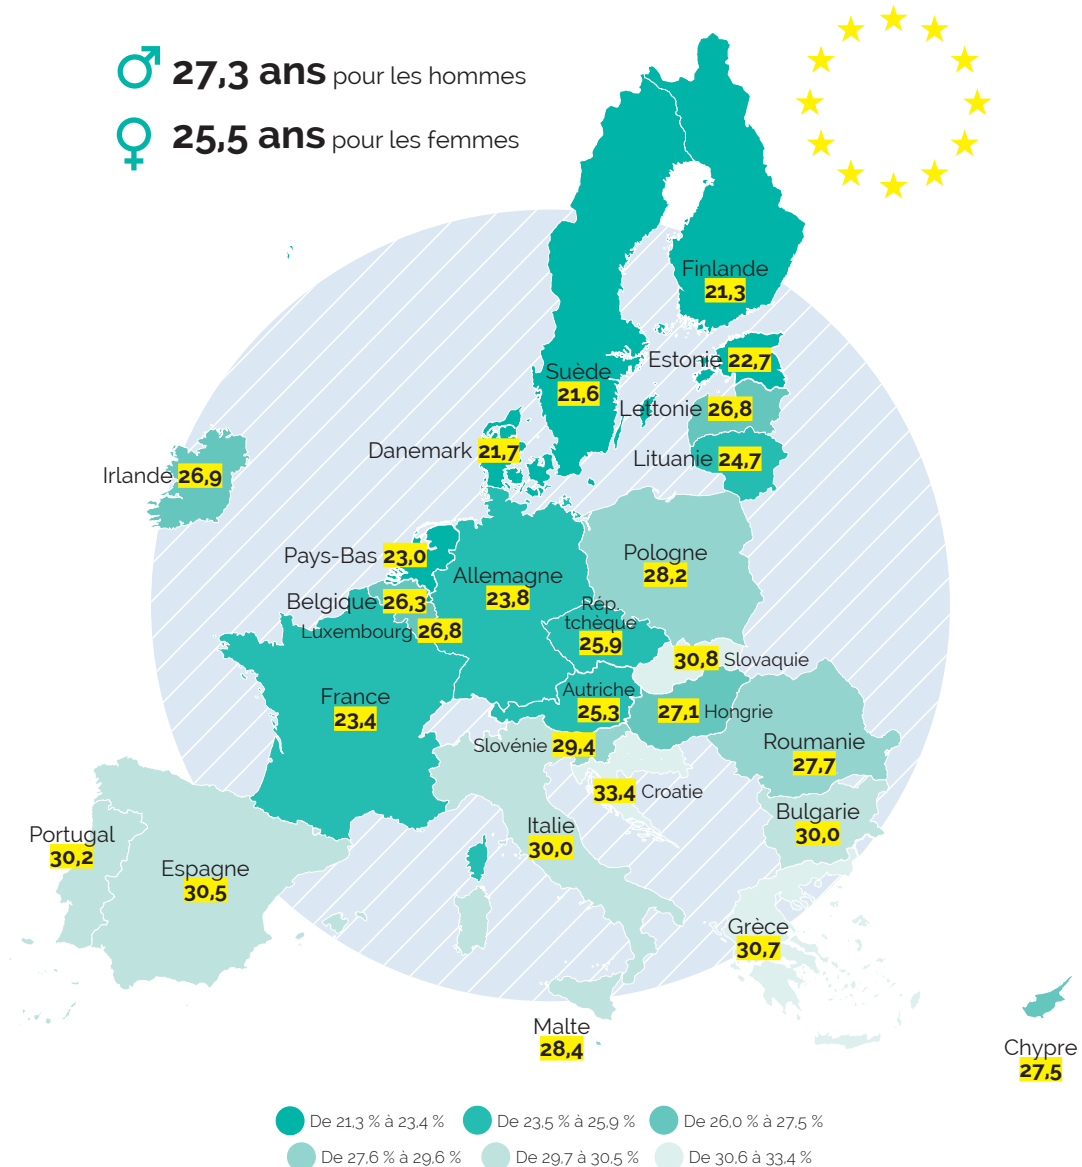 27,3 ans pour les hommes
25,5 ans pour les femmes
Finlande
21,3
Estonie 22,7
Suède
21,6
Lettonie 26,8
Danemark 21,7
Lituanie 24,7
Irlande 26,9
Pays-Bas 23,0
Pologne
28,2
Allemagne
23,8
Belgique 26,3
Rép.
tchèque
25,9
Luxembourg 26,8
30,8 Slovaquie
France
23,4
Autriche
25,3
27,1 Hongrie
Slovénie 29,4
Roumanie
27,7
33,4 Croatie
Bulgarie
30,0
Italie
30,0
Portugal
30,2
Espagne
30,5
Grèce
30,7
Malte
28,4
Chypre
27,5
De 21,3 % à 23,4 %
De 23,5 % à 25,9 %
De 26,0 % à 27,5 %
De 27,6 % à 29,6 %
De 29,7 % à 30,5 %
De 30,6 à 33,4 %